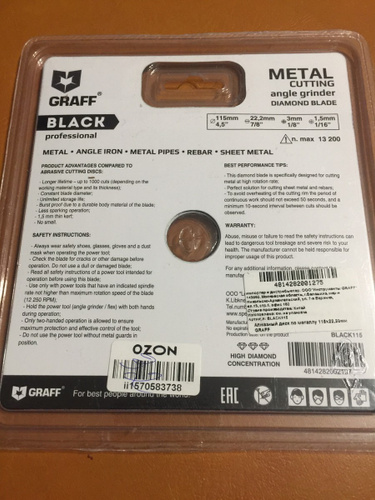 GRAFF®
BLACK
professional
METAL
CUTTING
angle grinder
DIAMOND BLADE
115mm
4,5"
22,2mm
7/8"
3mm
1/8"
1,5mm
1/16"
n. max 13 200
METAL • ANGLE IRON • METAL PIPES • REBAR • SHEET METAL
PRODUCT ADVANTAGES COMPARED TO
ABRASIVE CUTTING DISCS:
- Longer lifetime – up to 1000 cuts (depending on
the working material type and its thickness);
- Constant blade diameter;
- Unlimited storage life;
- Burst proof due to a durable body material of the blade;
- Less sparking operation;
- 1,5 mm thin kerf;
- No smell.
SAFETY INSTRUCTIONS:
- Always wear safety shoes, glasses, gloves and a dust
mask when operating the power tool;
- Check the blade for cracks or other damages before
operation. Do not use a dull or damaged blade;
- Read all safety instructions of a power tool intended for
operation before using the blade;
- Use only with power tools that have an indicated spindle
rate not higher than maximum rotation speed of the blade
(12 250 RPM);
- Hold the power tool (angle grinder / flex) with both hands
during operation;
- Only two-handed operation is allowed to ensure
maximum protection and effective control of the tool;
- Do not use the power tool without metal guards in
position.
BEST PERFORMANCE TIPS:
- This diamond blade is specifically designed for cutting
metal at high rotation rate;
- Perfect solution for cutting sheet metal and rebars;
- To avoid overheating of the cutting rim the period of
continuous work should not exceed 50 seconds, and a
minimum 10-second interval between cuts should be
observed.
WARRANTY:
Abuse, misuse or failure to read the safety instructions can
lead to dangerous tool breakage and severe risk to your
health. The manufacturer cannot be held responsible for
improper use of this product.
For any additional information,
4814282001275
GRAFF
BLACK115
HIGH DIAMOND
CONCENTRATION
OZON
ii1570583738
GRAFF®
For best people around the world
EAC